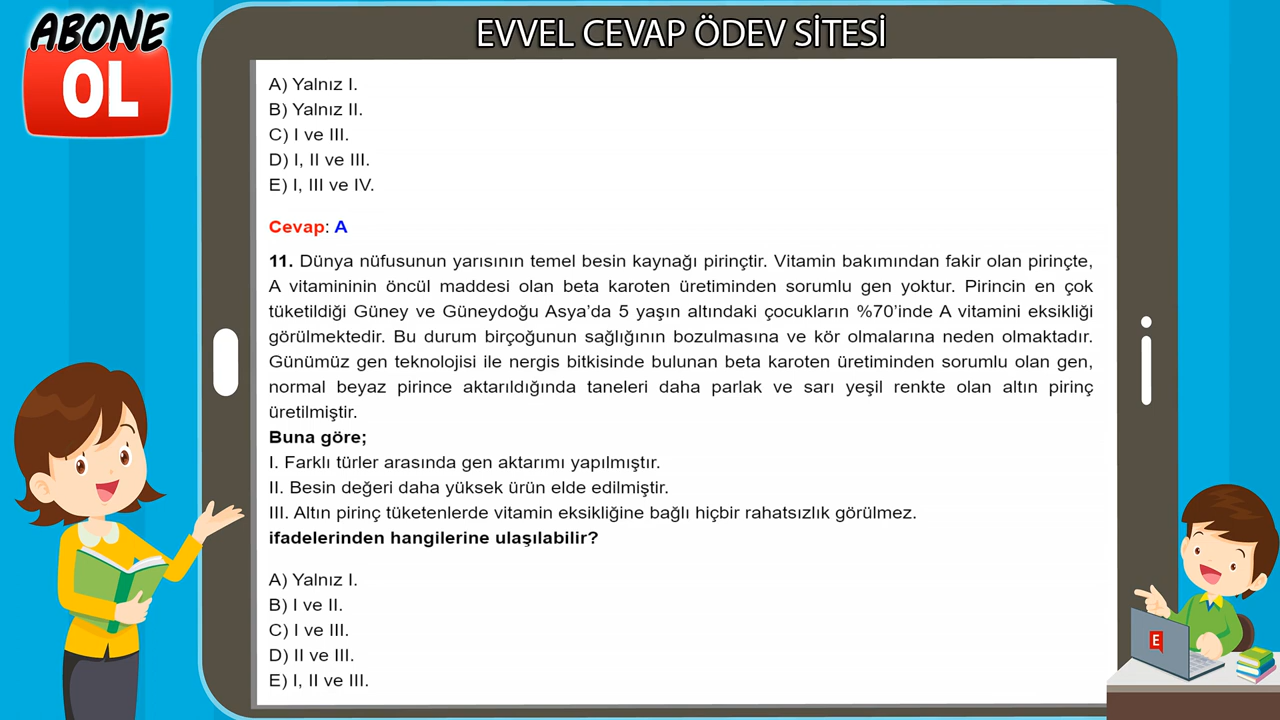 ABONE
OL
EVVEL CEVAP ÖDEV SİTESİ
A) Yalnız I.
B) Yalnız II.
C) I ve III.
D) I, II ve III.
E) I, III ve IV.
Cevap: A
11. Dünya nüfusunun yarısının temel besin kaynağı pirinçtir. Vitamin bakımından fakir olan pirinçte,
A vitamininin öncül maddesi olan beta karoten üretiminden sorumlu gen yoktur. Pirincin en çok
tüketildiği Güney ve Güneydoğu Asya’da 5 yaşın altındaki çocukların %70’inde A vitamini eksikliği
görülmektedir. Bu durum birçoğunun sağlığının bozulmasına ve kör olmalarına neden olmaktadır.
Günümüz gen teknolojisi ile nergis bitkisinde bulunan beta karoten üretiminden sorumlu olan gen,
normal beyaz pirince aktarıldığında taneleri daha parlak ve sarı yeşil renkte olan altın pirinç
üretilmiştir.
Buna göre;
I. Farklı türler arasında gen aktarımı yapılmıştır.
II. Besin değeri daha yüksek ürün elde edilmiştir.
III. Altın pirinç tüketenlerde vitamin eksikliğine bağlı hiçbir rahatsızlık görülmez.
ifadelerinden hangilerine ulaşılabilir?
A) Yalnız I.
B) I ve II.
C) I ve III.
D) II ve III.
E) I, II ve III.
E